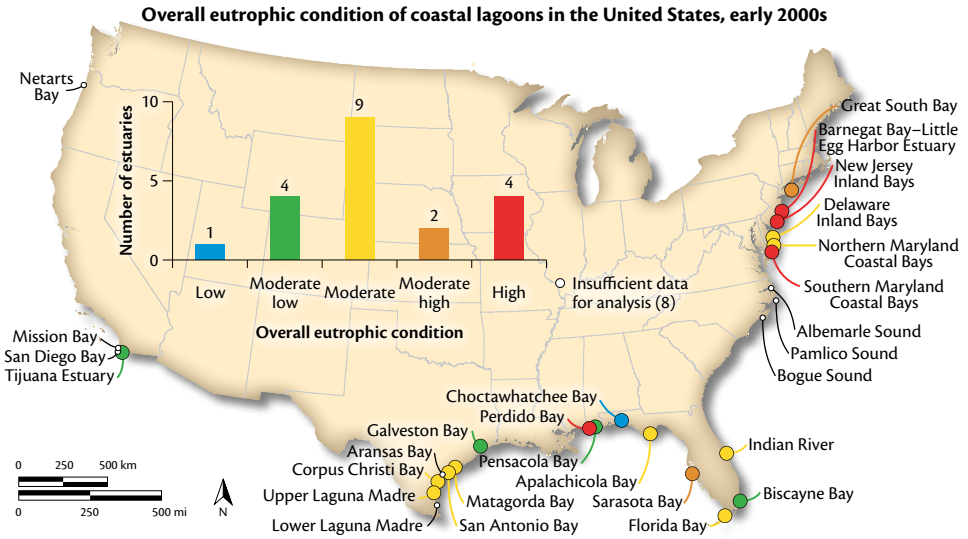 Overall eutrophic condition of coastal lagoons in the United States, early 2000s
Netarts
Bay
Number of estuaries
10
5
0
1
4
9
2
4
Low
Moderate
low
Moderate
Moderate
high
High
Overall eutrophic condition
Insufficient data
for analysis (8)
Great South Bay
Barnegat Bay–Little
Egg Harbor Estuary
New Jersey
Inland Bays
Delaware
Inland Bays
Northern Maryland
Coastal Bays
Southern Maryland
Coastal Bays
Albemarle Sound
Pamlico Sound
Bogue Sound
Mission Bay
San Diego Bay
Tijuana Estuary
Choctawhatchee Bay
Perdido Bay
Galveston Bay
Aransas Bay
Corpus Christi Bay
Upper Laguna Madre
Lower Laguna Madre
Pensacola Bay
Apalachicola Bay
Matagorda Bay
San Antonio Bay
Sarasota Bay
Florida Bay
Indian River
Biscayne Bay
0 250 500 km
0 250 500 mi
N